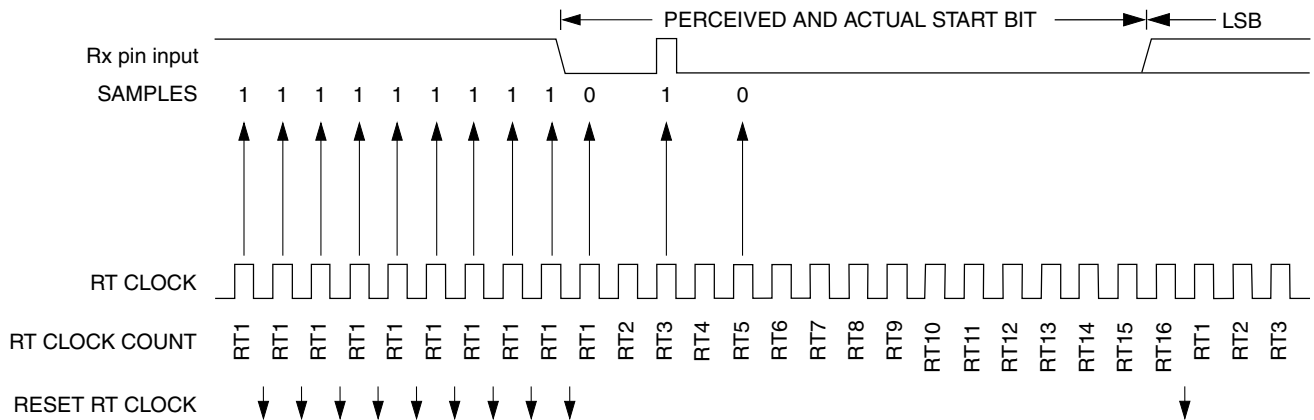 PERCEIVED AND ACTUAL START BIT LSB
Rx pin input
SAMPLES 1 1 1 1 1 1 1 1 1 0 1 0
RT CLOCK
RT CLOCK COUNT RT1 RT1 RT1 RT1 RT1 RT1 RT1 RT1 RT1 RT1 RT2 RT3 RT4 RT5 RT6 RT7 RT8 RT9 RT10 RT11 RT12 RT13 RT14 RT15 RT16 RT1 RT2 RT3
RESET RT CLOCK